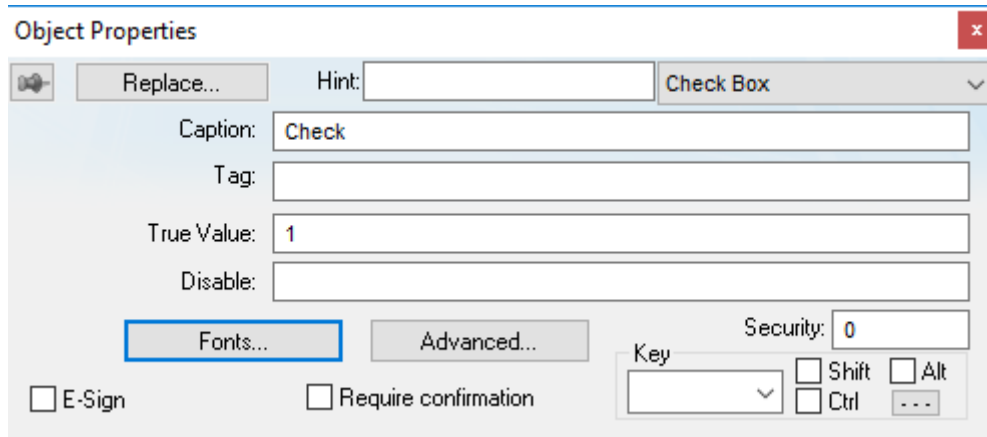 Object Properties
x
Replace... Hint: Check Box
Caption: Check
Tag:
True Value: 1
Disable:
Fonts... Advanced... Security: 0
Key
Shift Alt
E-Sign Require confirmation Ctrl ...